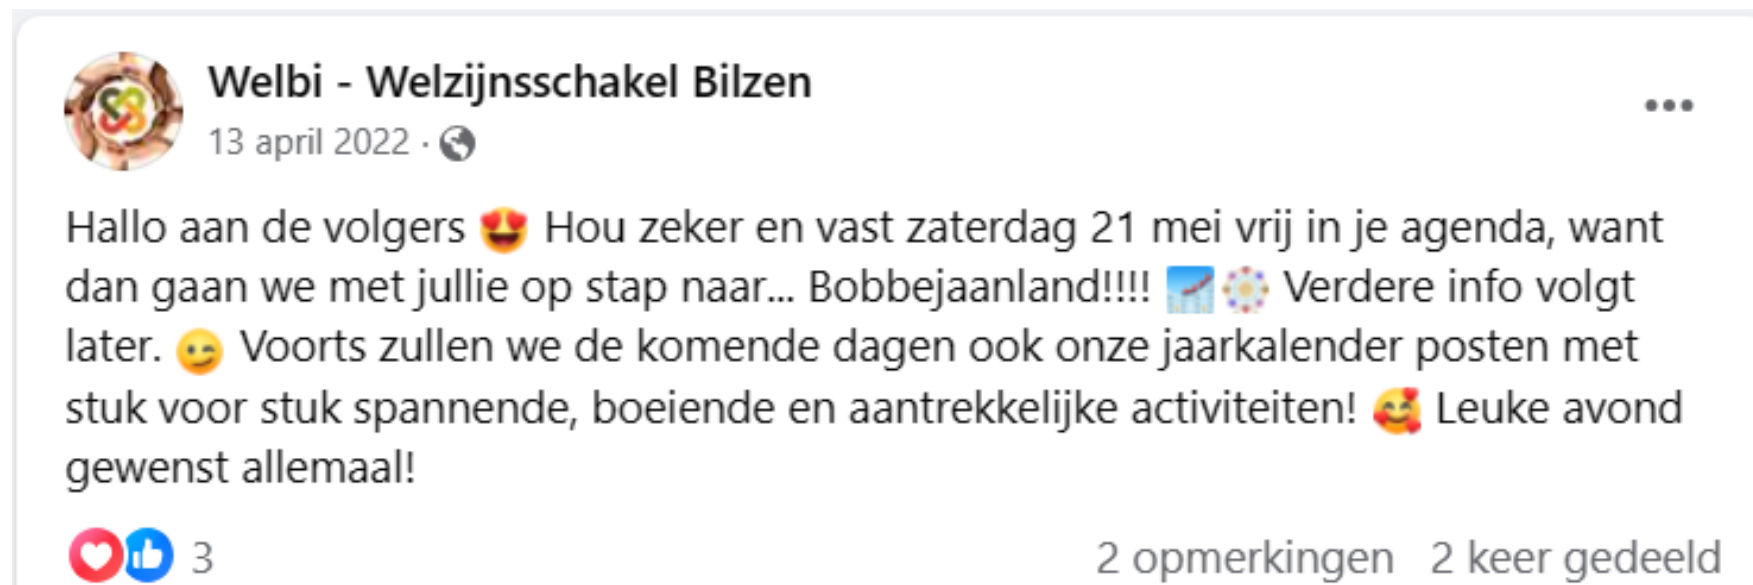 Welbi - Welzijnsschakel Bilzen
13 april 2022 ·
Hallo aan de volgers 😍 Hou zeker en vast zaterdag 21 mei vrij in je agenda, want
dan gaan we met jullie op stap naar... Bobbejaanland!!!! 🎢🎡 Verdere info volgt
later. 😉 Voorts zullen we de komende dagen ook onze jaarkalender posten met
stuk voor stuk spannende, boeiende en aantrekkelijke activiteiten! 🥰 Leuke avond
gewenst allemaal!
3 2 opmerkingen 2 keer gedeeld